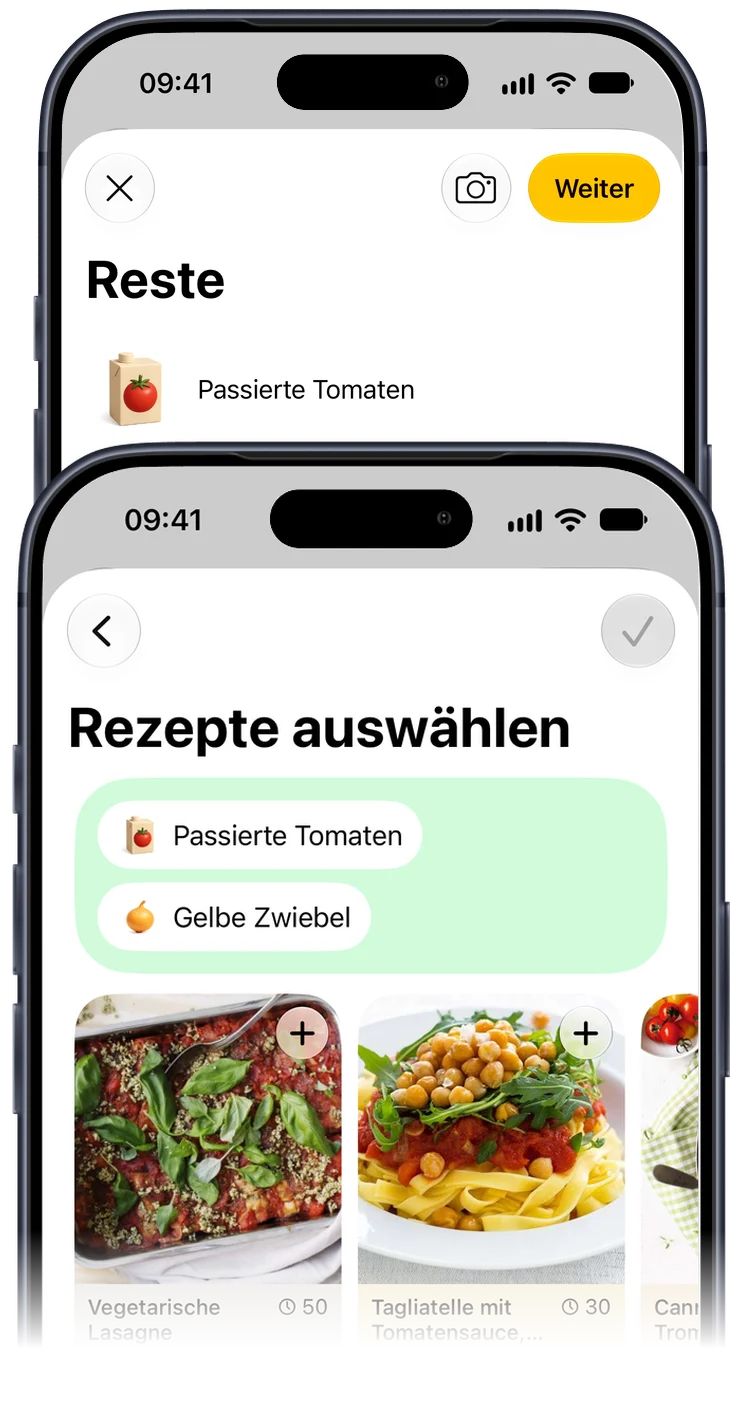 09:41
Weiter
Reste
Passierte Tomaten
09:41
Rezepte auswählen
Passierte Tomaten
Gelbe Zwiebel
Vegetarische Lasagne
50
Tagliatelle mit Tomatensauce,...
30